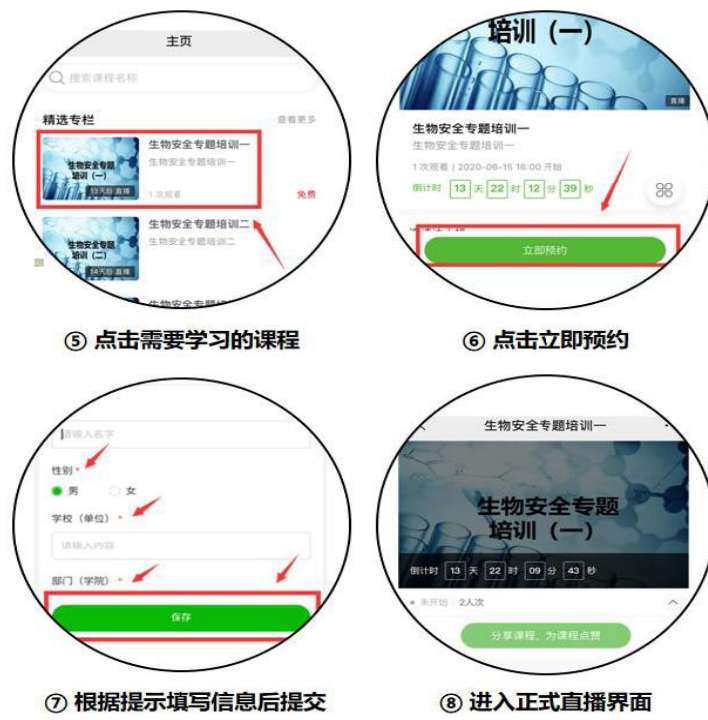 主页
搜索课程名称
精选专栏
查看更多
生物安全专题
培训（一）
13天后 直播
生物安全专题培训一
生物安全专题培训一
1 次观看
免费
生物安全专题
培训（二）
14天后 直播
生物安全专题培训二
生物安全专题培训二
⑤ 点击需要学习的课程
培训（一）
直播
生物安全专题培训一
生物安全专题培训一
1 次观看 | 2020-06-15 16:00 开始
倒计时 13 天 22 时 12 分 39 秒
立即预约
⑥ 点击立即预约
请输入名字
性别 *
男 女
学校（单位） *
请输入内容
部门（学院） *
保存
⑦ 根据提示填写信息后提交
生物安全专题培训一
生物安全专题
培训（一）
倒计时 13 天 22 时 09 分 43 秒
未开始 2人次
分享课程，为课程点赞
⑧ 进入正式直播界面